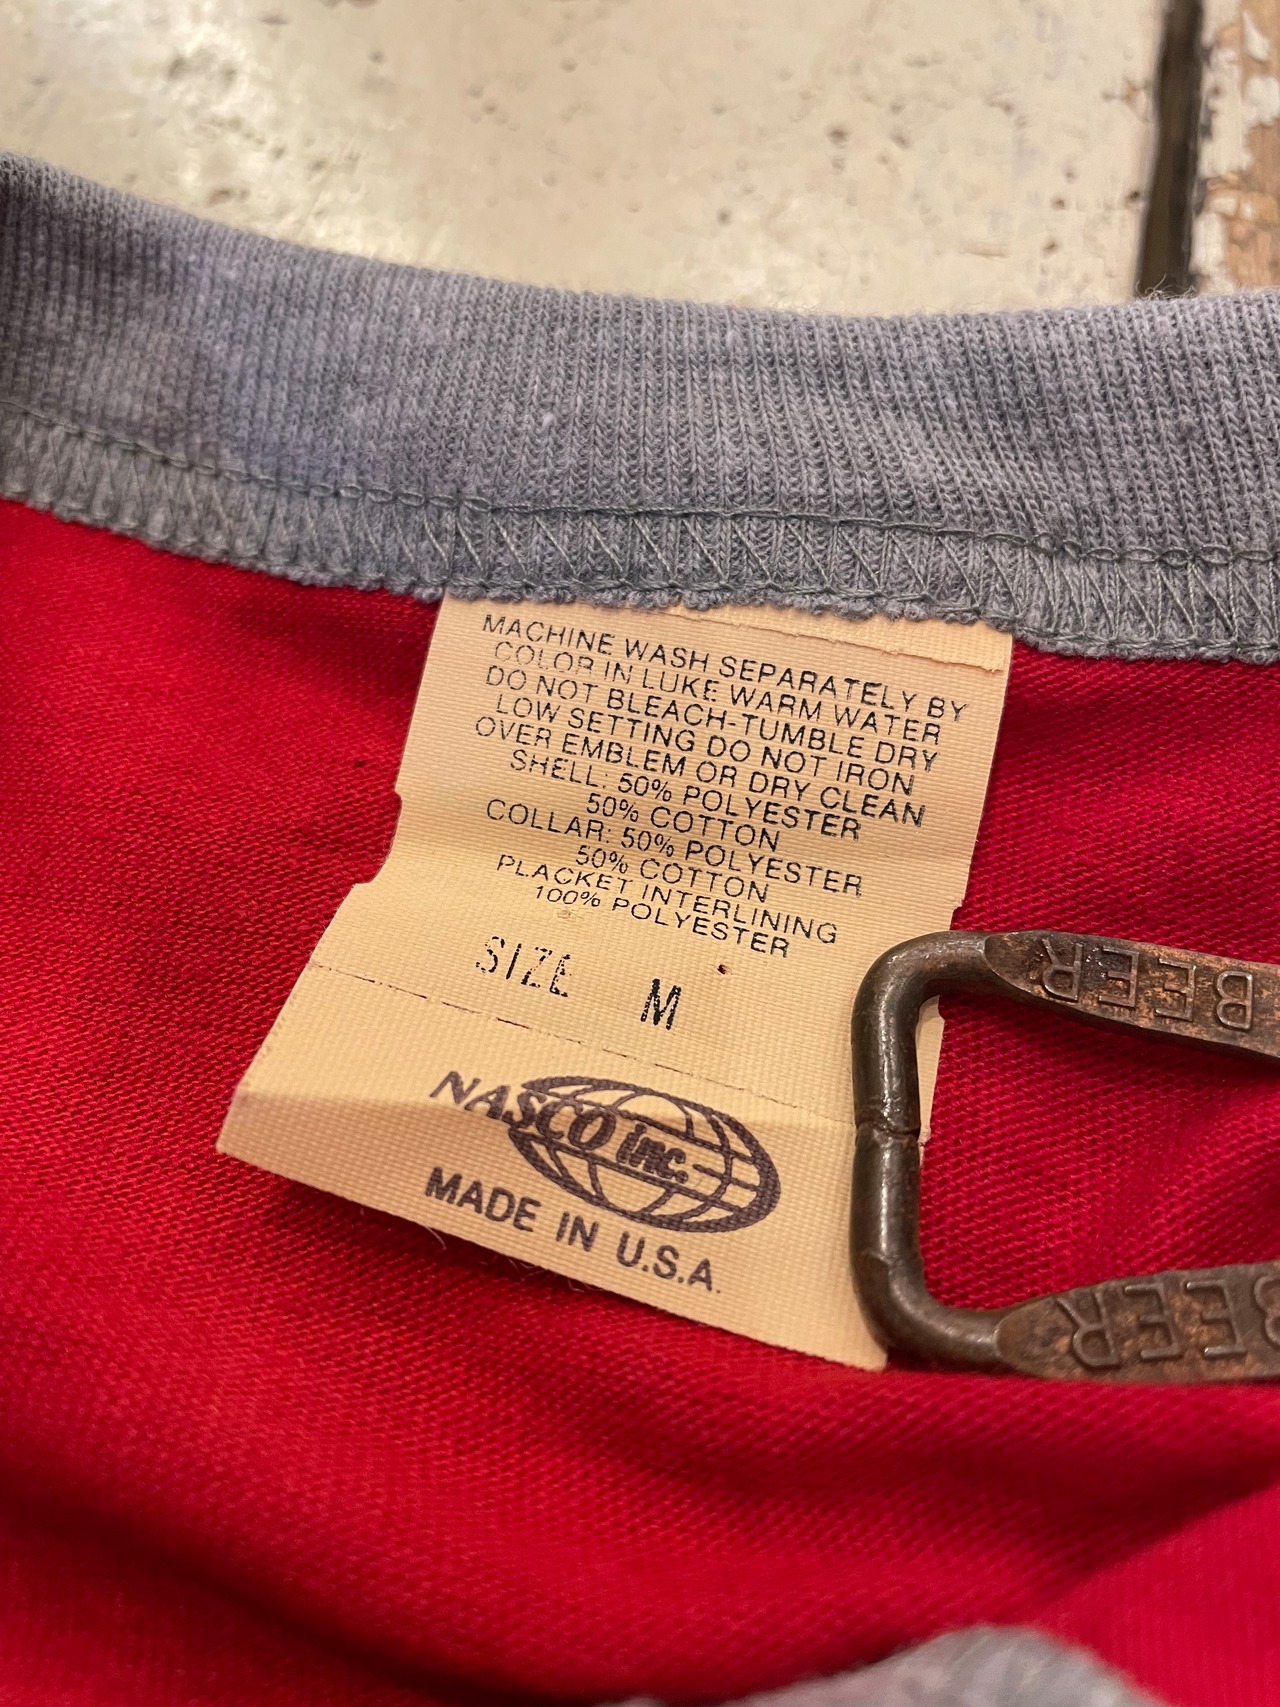 MACHINE WASH SEPARATELY BY
COLOR IN LUKE WARM WATER
DO NOT BLEACH-TUMBLE DRY
LOW SETTING DO NOT IRON
OVER EMBLEM OR DRY CLEAN
SHELL: 50% POLYESTER
50% COTTON
COLLAR: 50% POLYESTER
50% COTTON
PLACKET INTERLINING
100% POLYESTER
SIZE M
NASCO inc.
MADE IN U.S.A.
BEER
BEER